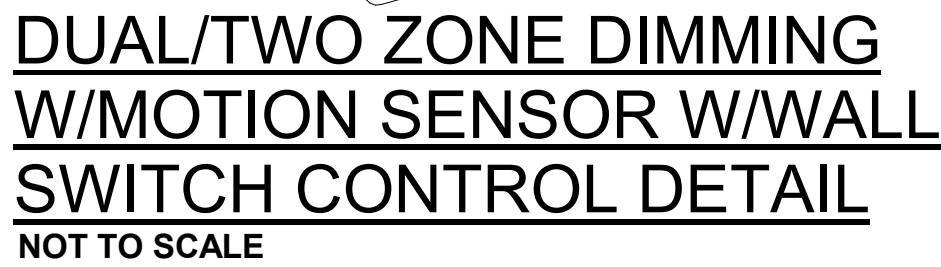 DUAL/TWO ZONE DIMMING
W/MOTION SENSOR W/WALL
SWITCH CONTROL DETAIL
NOT TO SCALE